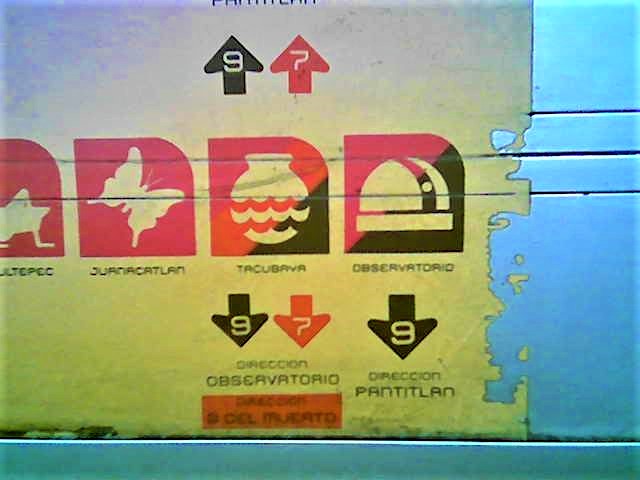 PANTITLAN
9 7
ULTEPEC JUANACATLAN TACUBAYA OBSERVATORIO
9 7 9
DIRECCION
OBSERVATORIO
DIRECCION
PANTITLAN
DIRECCION
B DEL MUERTO